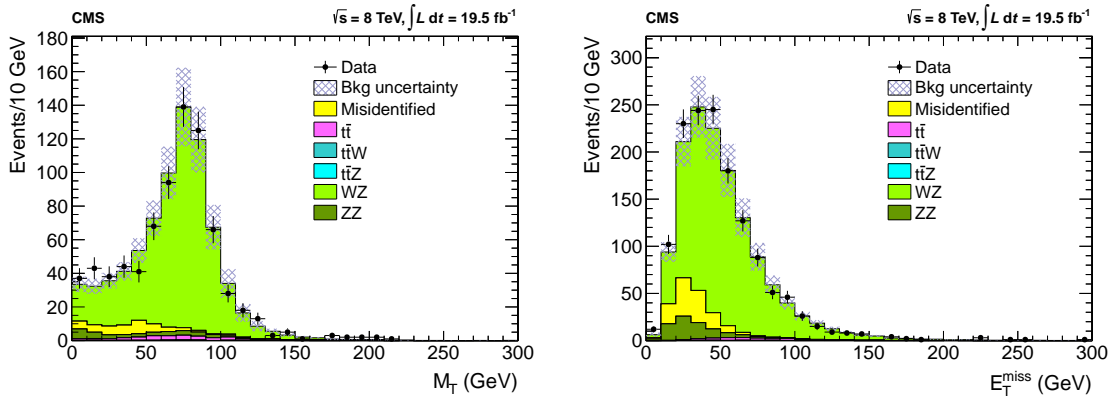 CMS
√s = 8 TeV, ∫L dt = 19.5 fb⁻¹
Events/10 GeV
180
160
140
120
100
80
60
40
20
0
Data
Bkg uncertainty
Misidentified
tt̄
tt̄W
tt̄Z
WZ
ZZ
0 50 100 150 200 250 300
M_T (GeV)
CMS
√s = 8 TeV, ∫L dt = 19.5 fb⁻¹
Events/10 GeV
300
250
200
150
100
50
0
Data
Bkg uncertainty
Misidentified
tt̄
tt̄W
tt̄Z
WZ
ZZ
0 50 100 150 200 250 300
E_T^miss (GeV)